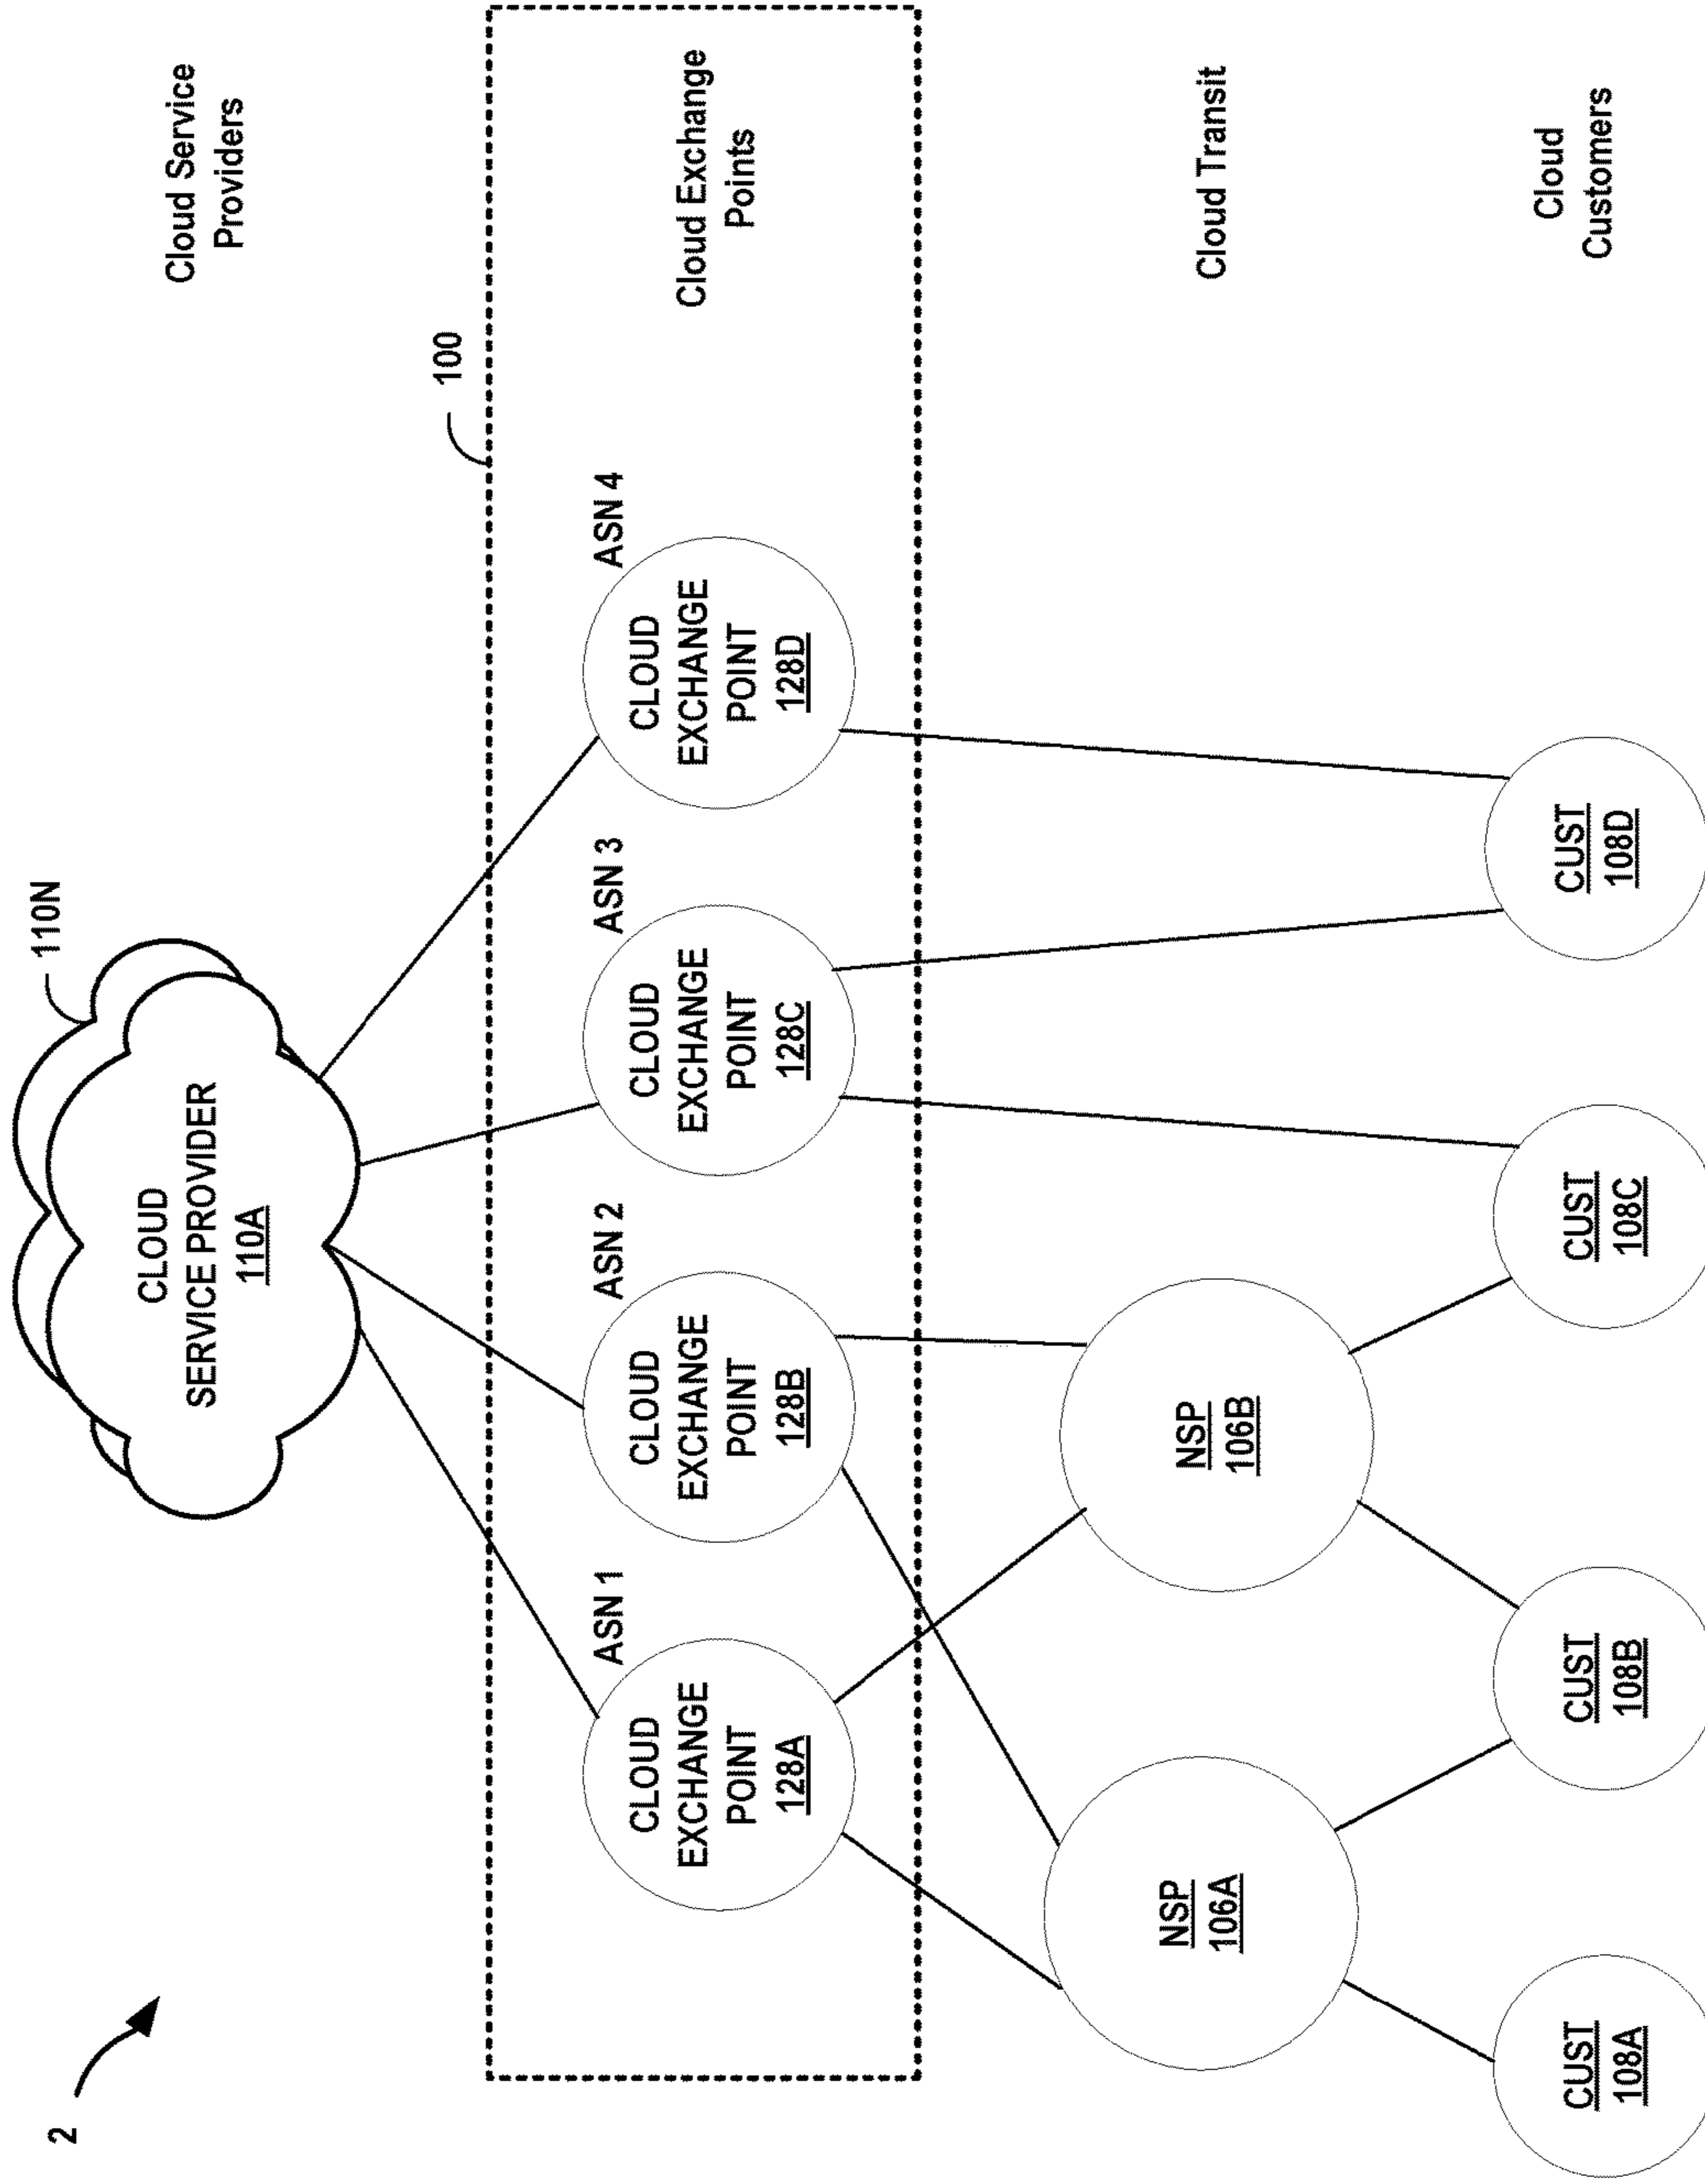 2
110N
CLOUD
SERVICE PROVIDER
110A
Cloud Service
Providers
100
ASN 1
ASN 2
ASN 3
ASN 4
CLOUD
EXCHANGE
POINT
128A
CLOUD
EXCHANGE
POINT
128B
CLOUD
EXCHANGE
POINT
128C
CLOUD
EXCHANGE
POINT
128D
Cloud Exchange
Points
NSP
106A
NSP
106B
Cloud Transit
CUST
108A
CUST
108B
CUST
108C
CUST
108D
Cloud
Customers